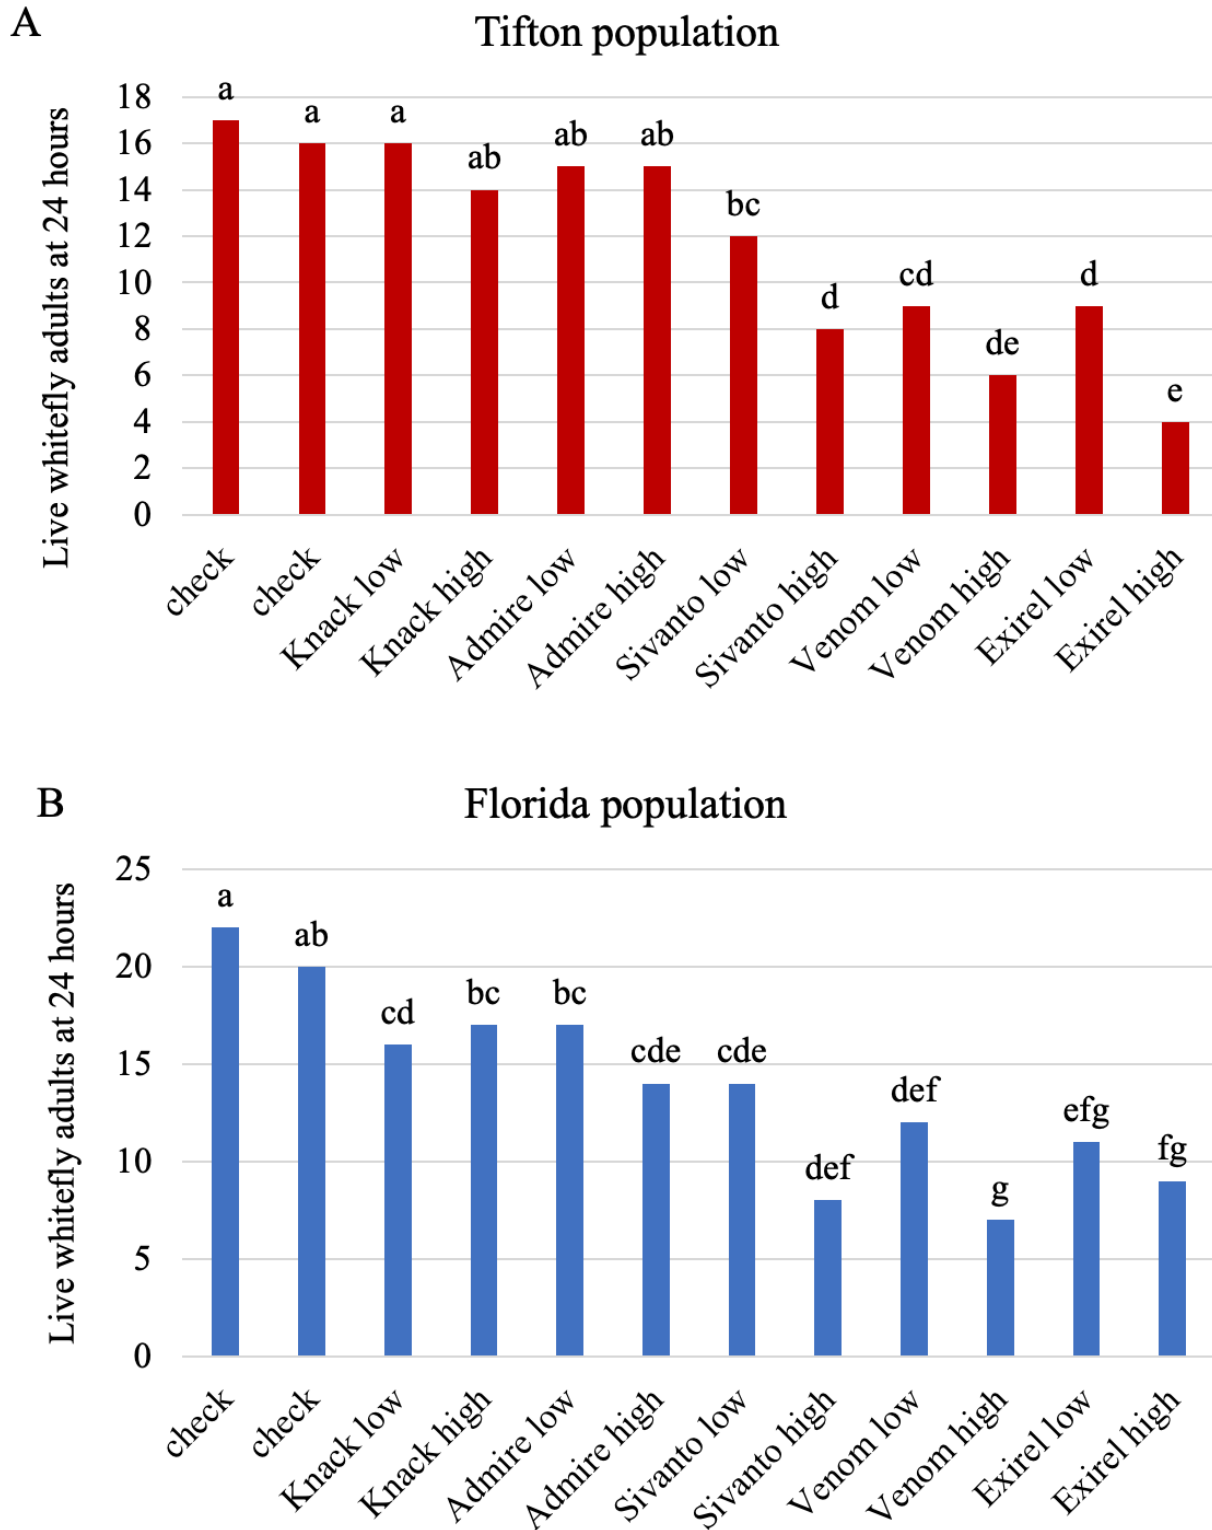 A
Tifton population
Live whitefly adults at 24 hours
18
16
14
12
10
8
6
4
2
0
a
a
a
ab
ab
ab
bc
d
cd
de
d
e
check
check
Knack low
Knack high
Admire low
Admire high
Sivanto low
Sivanto high
Venom low
Venom high
Exirel low
Exirel high
B
Florida population
Live whitefly adults at 24 hours
25
20
15
10
5
0
a
ab
cd
bc
bc
cde
cde
def
def
g
efg
fg
check
check
Knack low
Knack high
Admire low
Admire high
Sivanto low
Sivanto high
Venom low
Venom high
Exirel low
Exirel high